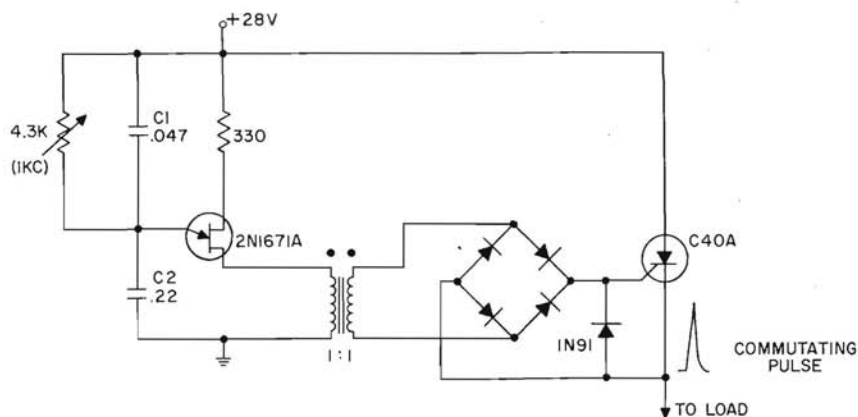 +28V
4.3K
(1KC)
C1
.047
330
2N1671A
C40A
C2
.22
1:1
1N91
COMMUTATING
PULSE
TO LOAD